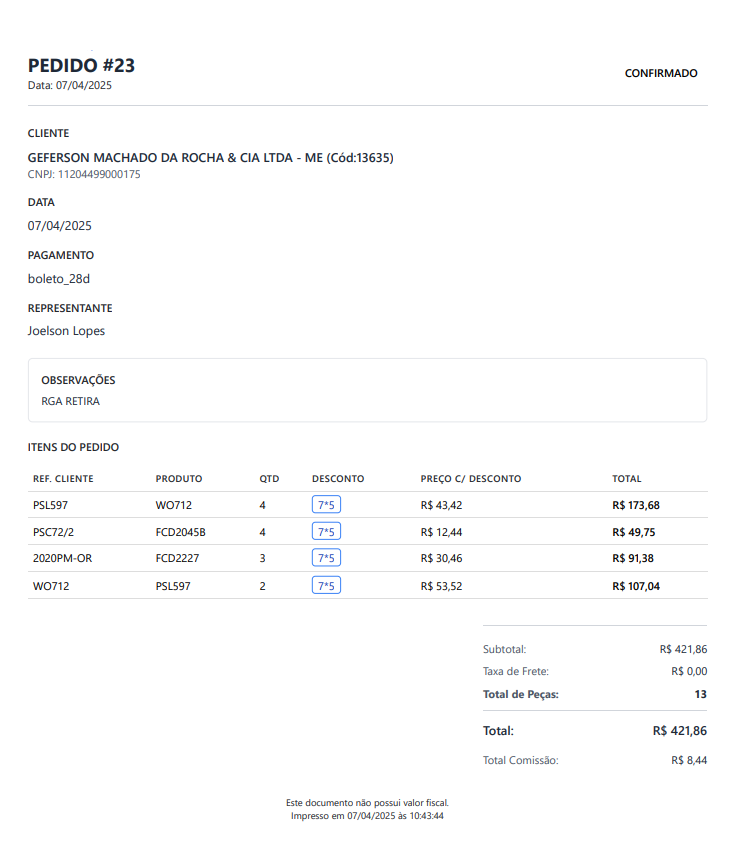 PEDIDO #23
CONFIRMADO
Data: 07/04/2025
CLIENTE
GEFERSON MACHADO DA ROCHA & CIA LTDA - ME (Cód:13635)
CNPJ: 11204499000175
DATA
07/04/2025
PAGAMENTO
boleto_28d
REPRESENTANTE
Joelson Lopes
OBSERVAÇÕES
RGA RETIRA
ITENS DO PEDIDO
REF. CLIENTE PRODUTO QTD DESCONTO PREÇO C/ DESCONTO TOTAL
PSL597 WO712 4 7*5 R$ 43,42 R$ 173,68
PSC72/2 FCD2045B 4 7*5 R$ 12,44 R$ 49,75
2020PM-OR FCD2227 3 7*5 R$ 30,46 R$ 91,38
WO712 PSL597 2 7*5 R$ 53,52 R$ 107,04
Subtotal: R$ 421,86
Taxa de Frete: R$ 0,00
Total de Peças: 13
Total: R$ 421,86
Total Comissão: R$ 8,44
Este documento não possui valor fiscal.
Impresso em 07/04/2025 às 10:43:44